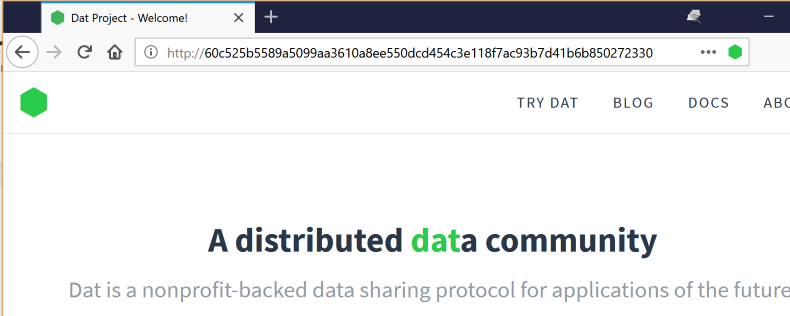 Dat Project - Welcome!
http://60c525b5589a5099aa3610a8ee550dcd454c3e118f7ac93b7d41b6b850272330
TRY DAT BLOG DOCS ABO
A distributed data community
Dat is a nonprofit-backed data sharing protocol for applications of the future